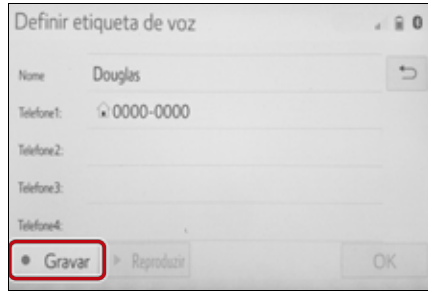 Definir etiqueta de voz 0
Nome Douglas
Telefone1: 0000-0000
Telefone2:
Telefone3:
Telefone4:
Gravar Reproduzir OK